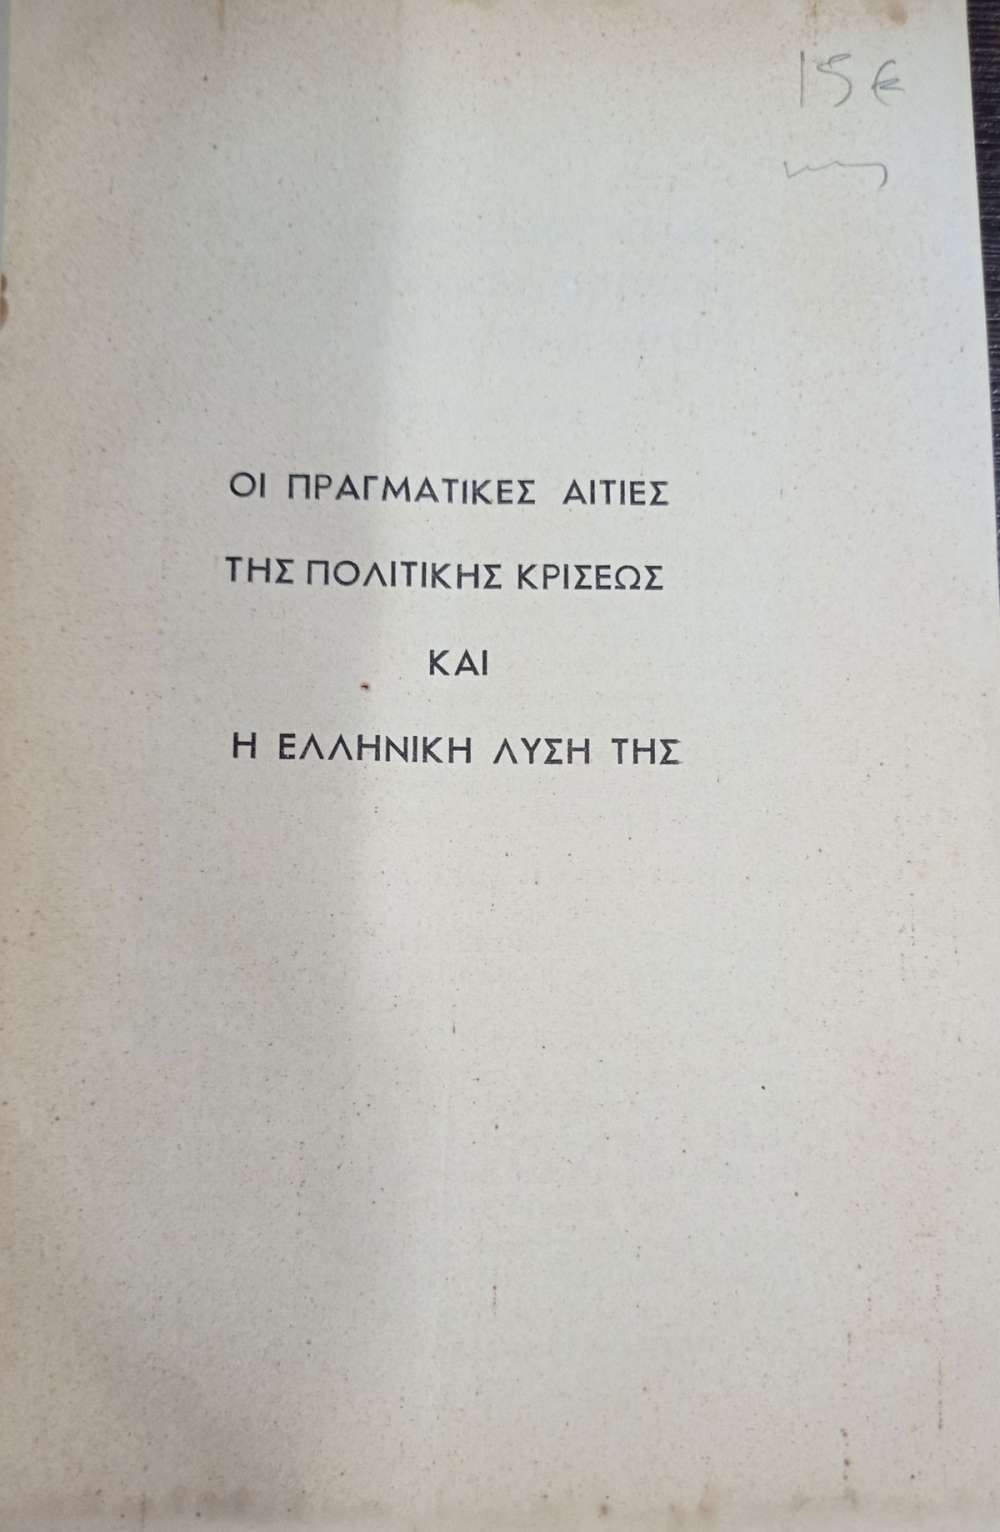 15€
ΟΙ ΠΡΑΓΜΑΤΙΚΕΣ ΑΙΤΙΕΣ
ΤΗΣ ΠΟΛΙΤΙΚΗΣ ΚΡΙΣΕΩΣ
ΚΑΙ
Η ΕΛΛΗΝΙΚΗ ΛΥΣΗ ΤΗΣ